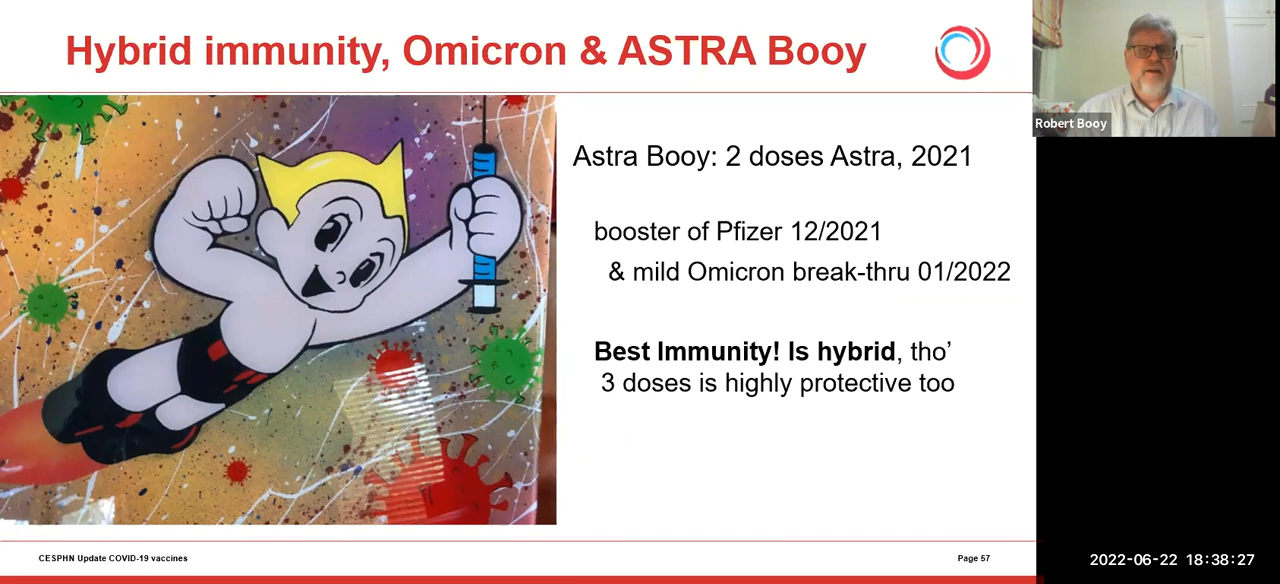 Hybrid immunity, Omicron & ASTRA Booy
Robert Booy
Astra Booy: 2 doses Astra, 2021
booster of Pfizer 12/2021
& mild Omicron break-thru 01/2022
Best Immunity! Is hybrid, tho’
3 doses is highly protective too
CESPHN Update COVID-19 vaccines
Page 57
2022-06-22 18:38:27